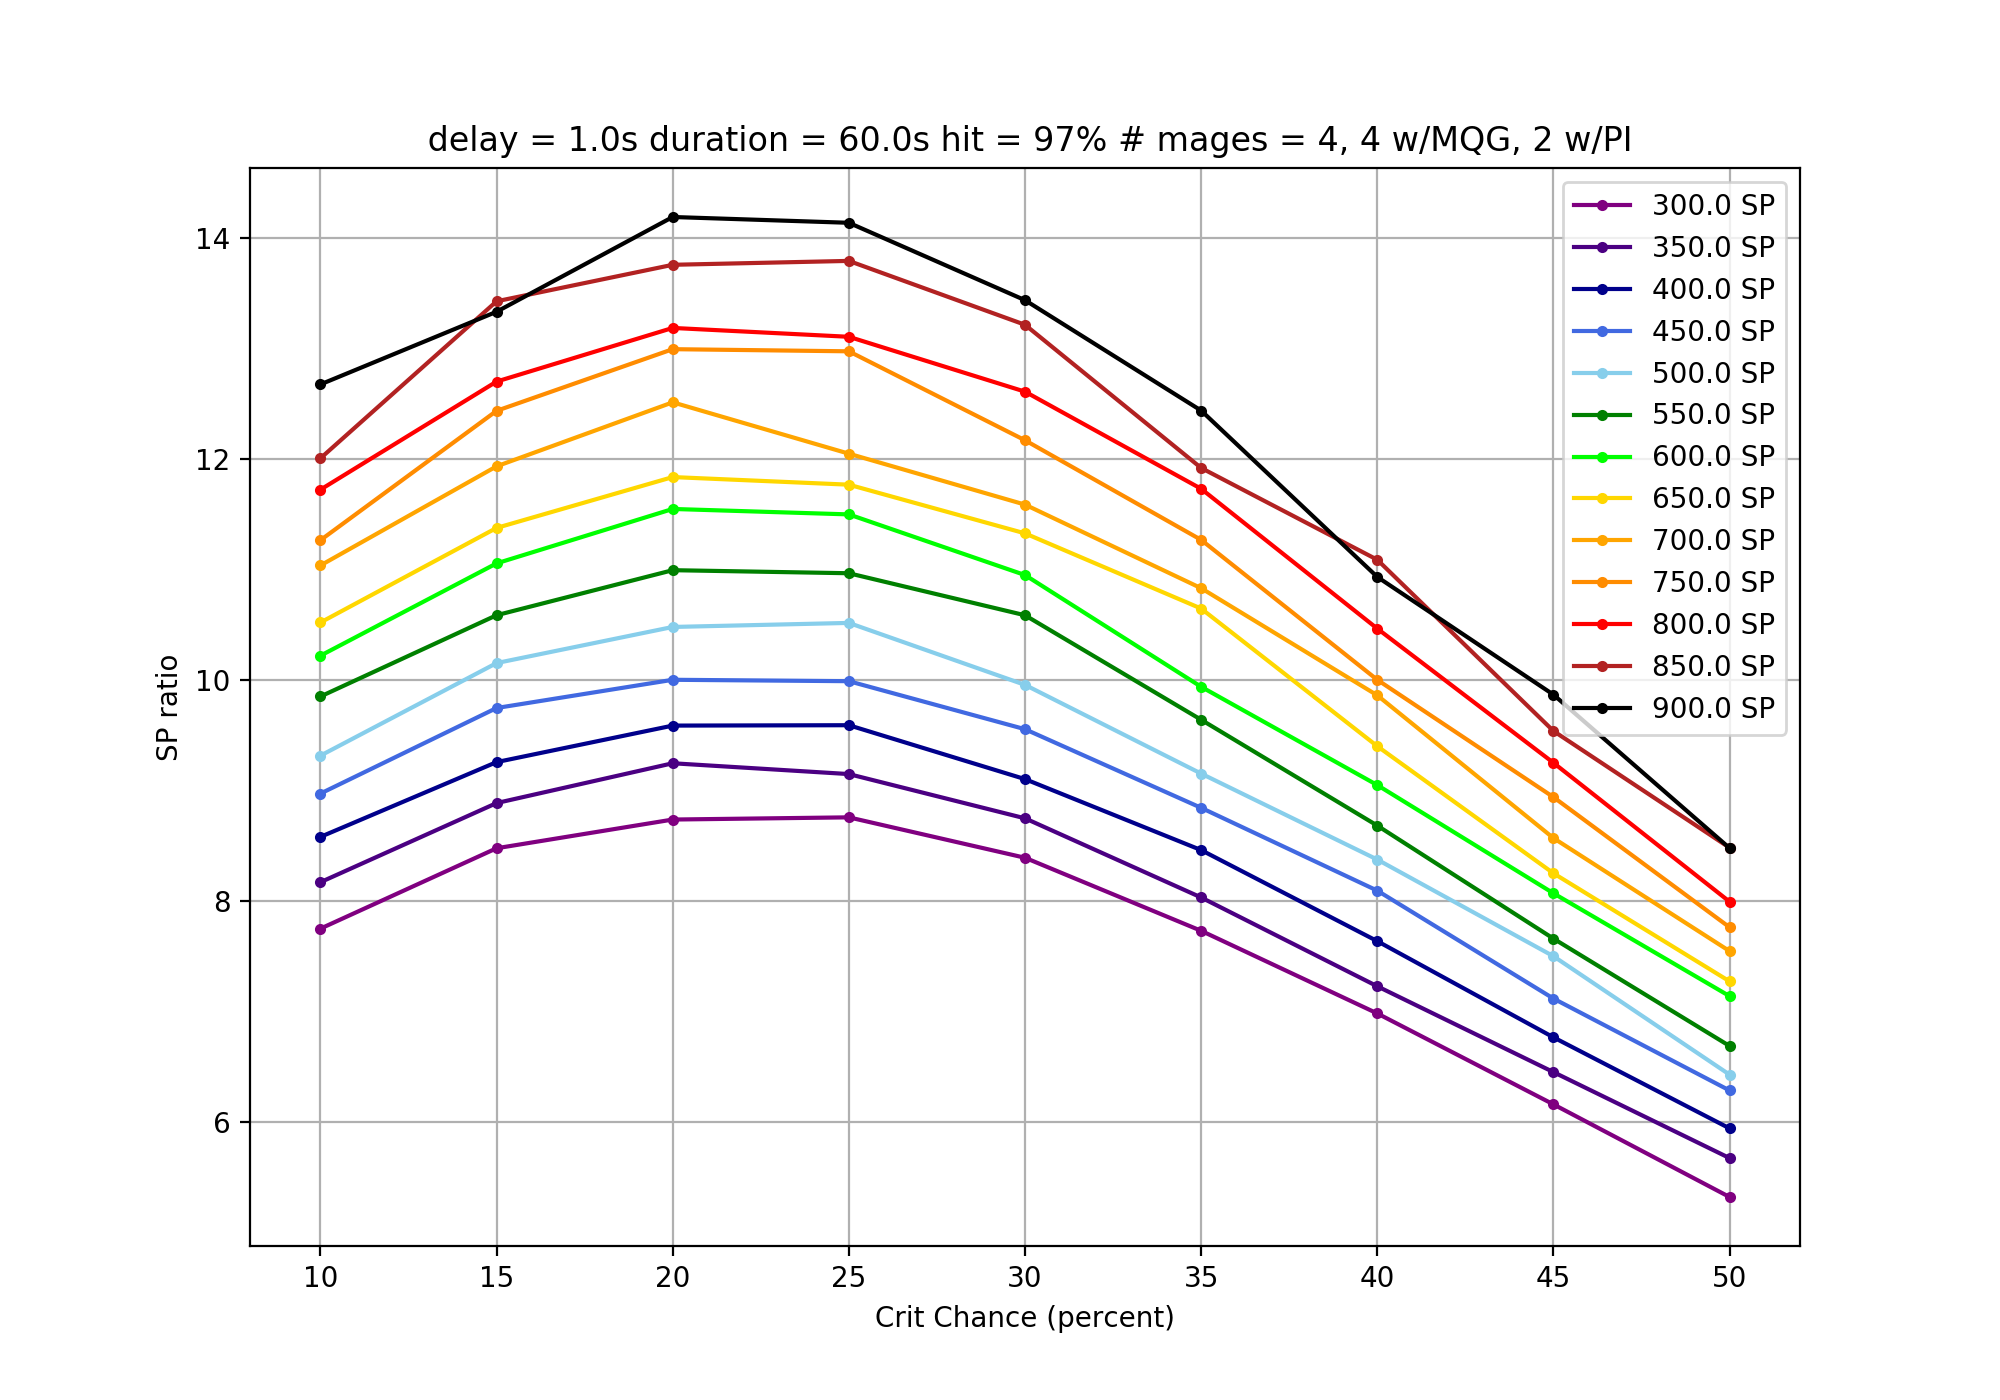 delay = 1.0s duration = 60.0s hit = 97% # mages = 4, 4 w/MQG, 2 w/PI
300.0 SP
350.0 SP
400.0 SP
450.0 SP
500.0 SP
550.0 SP
600.0 SP
650.0 SP
700.0 SP
750.0 SP
800.0 SP
850.0 SP
900.0 SP
14
12
10
8
6
SP ratio
10 15 20 25 30 35 40 45 50
Crit Chance (percent)